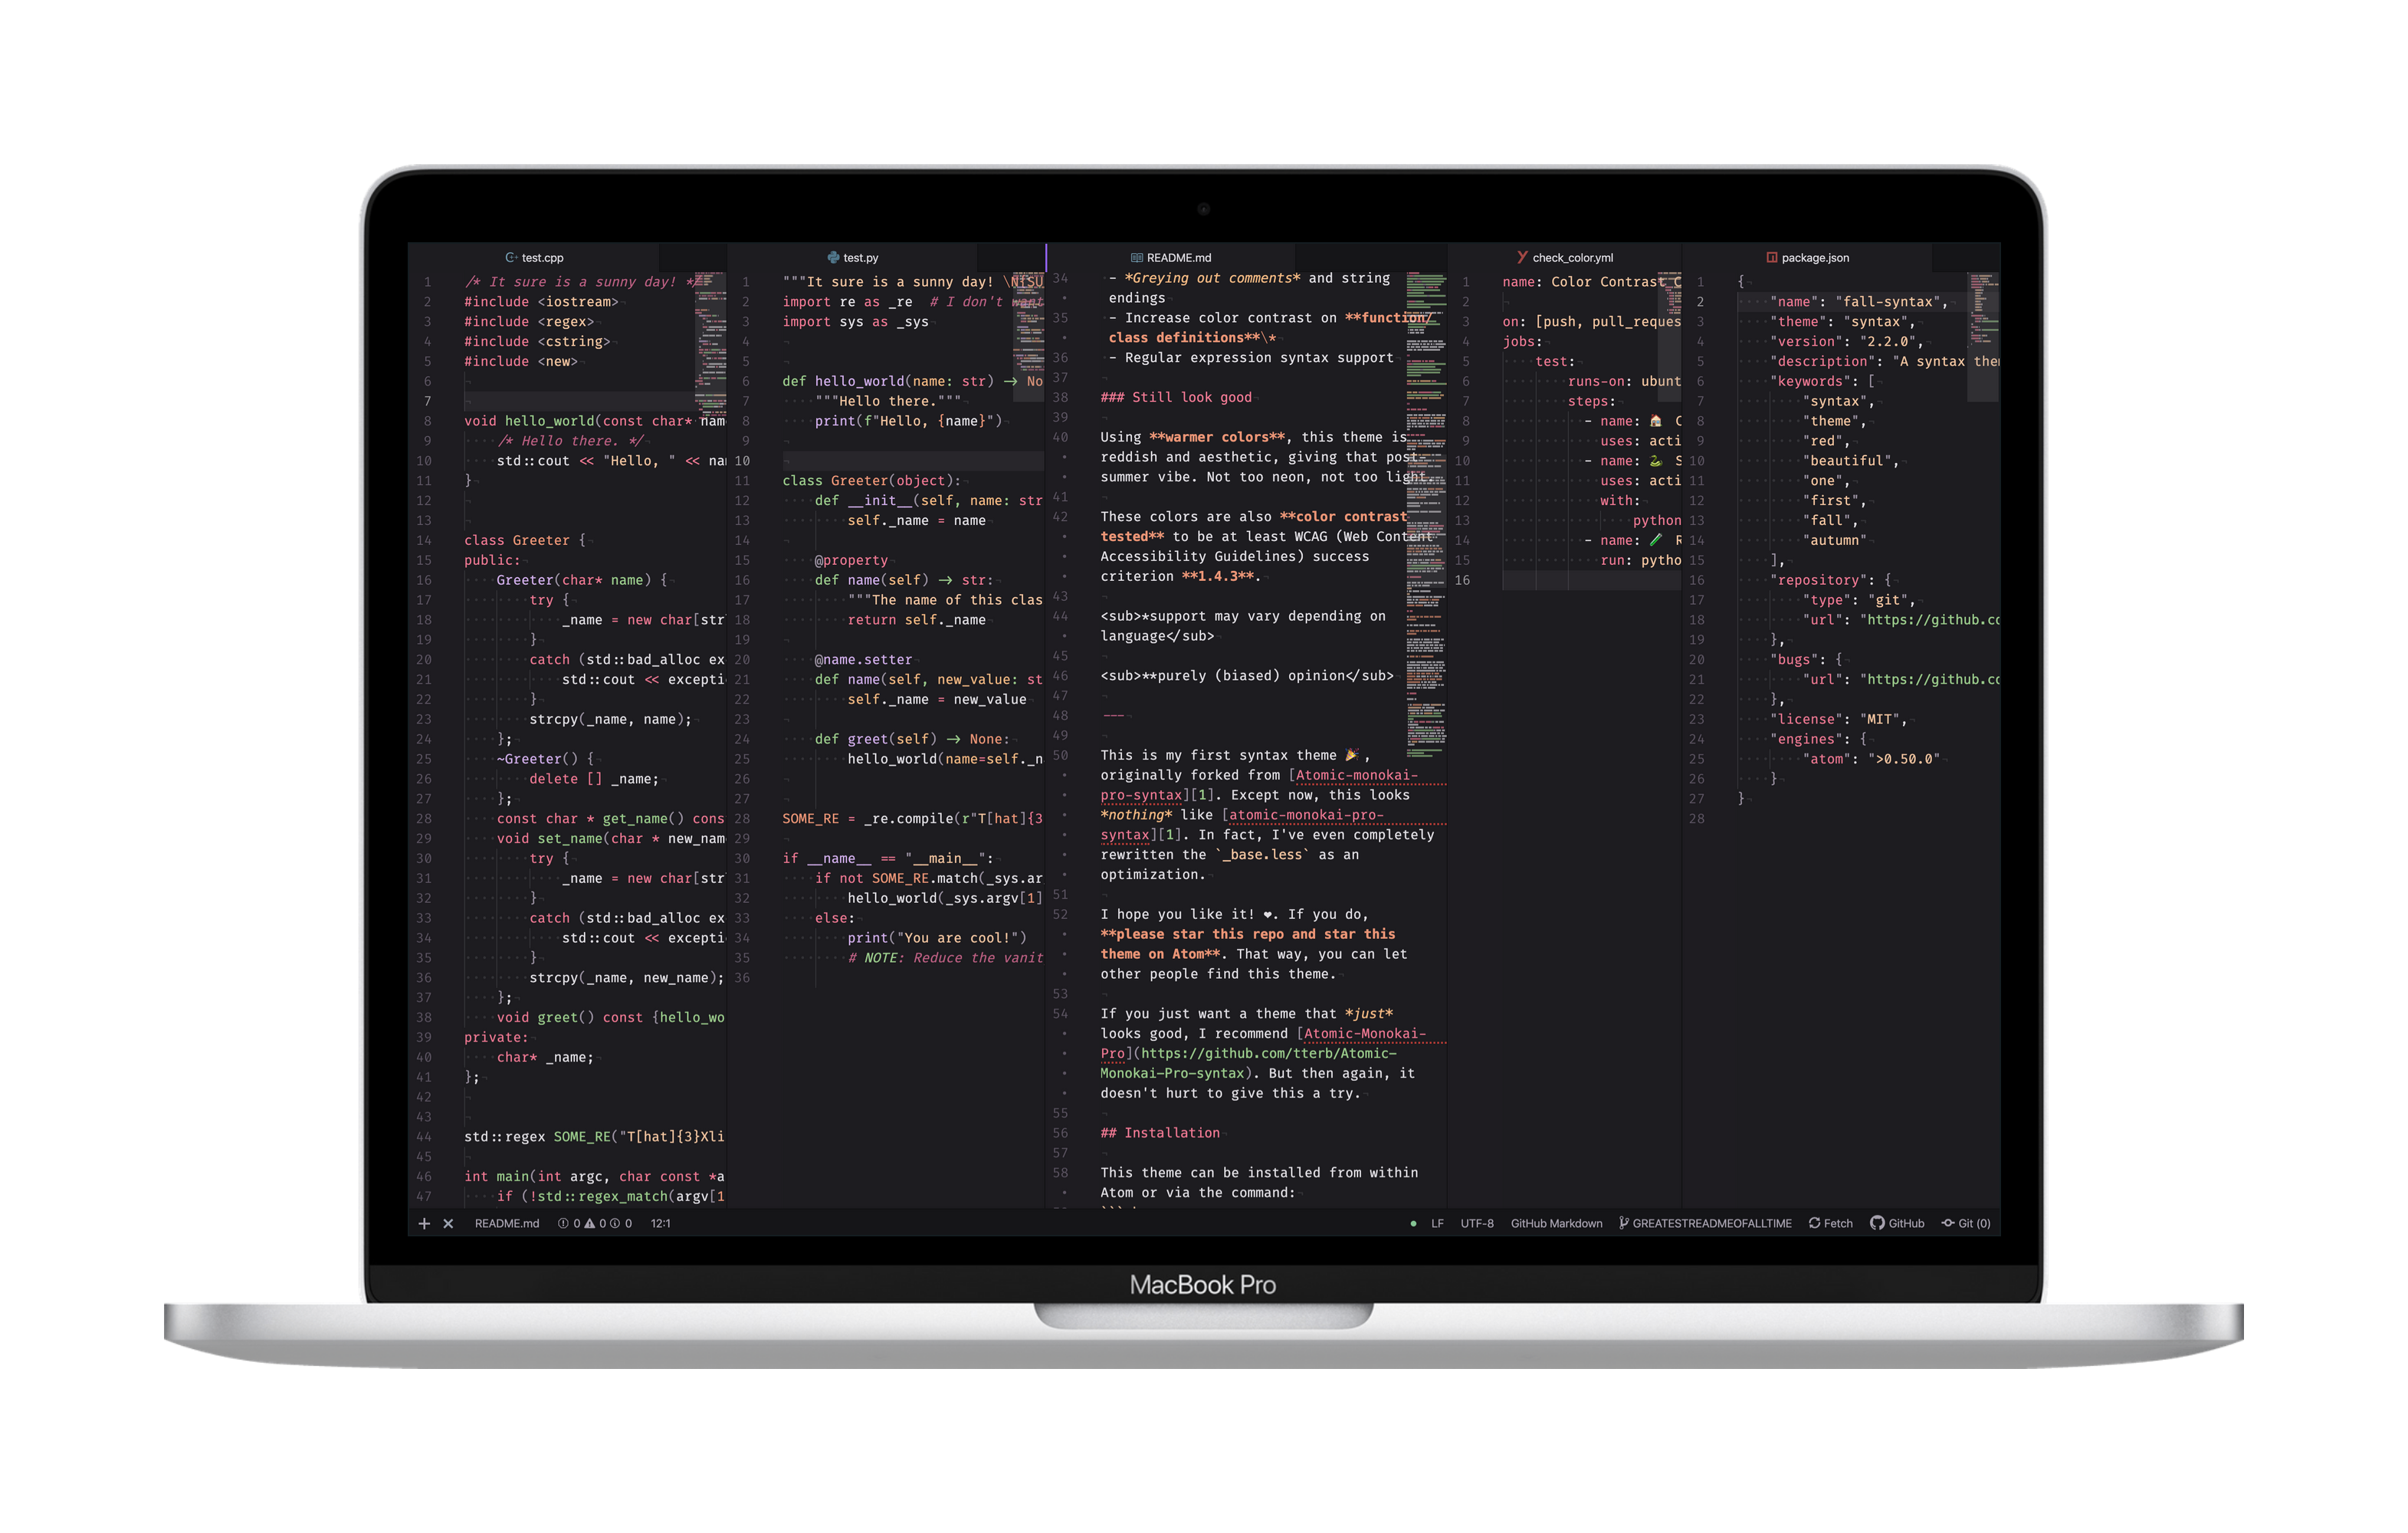 test.cpp
1 /* It sure is a sunny day! */
2 #include <iostream>
3 #include <regex>
4 #include <cstring>
5 #include <new>
6
7
8 void hello_world(const char* nam
9 /* Hello there. */
10 std::cout << "Hello, " << na
11 }
12
13
14 class Greeter {
15 public:
16 Greeter(char* name) {
17 try {
18 _name = new char[str
19 }
20 catch (std::bad_alloc ex
21 std::cout << excepti
22 }
23 strcpy(_name, name);
24 };
25 ~Greeter() {
26 delete [] _name;
27 };
28 const char * get_name() cons
29 void set_name(char * new_nam
30 try {
31 _name = new char[str
32 }
33 catch (std::bad_alloc ex
34 std::cout << excepti
35 }
36 strcpy(_name, new_name);
37 };
38 void greet() const {hello_wo
39 private:
40 char* _name;
41 };
42
43
44 std::regex SOME_RE("T[hat]{3}Xli
45
46 int main(int argc, char const *a
47 if (!std::regex_match(argv[1
test.py
1 """It sure is a sunny day! \N{SU
2 import re as _re # I don't want
3 import sys as _sys
4
5
6 def hello_world(name: str) -> No
7 """Hello there."""
8 print(f"Hello, {name}")
9
10
11 class Greeter(object):
12 def __init__(self, name: str
13 self._name = name
14
15 @property
16 def name(self) -> str:
17 """The name of this clas
18 return self._name
19
20 @name.setter
21 def name(self, new_value: st
22 self._name = new_value
23
24 def greet(self) -> None:
25 hello_world(name=self._n
26
27
28 SOME_RE = _re.compile(r"T[hat]{3
29
30 if __name__ == "__main__":
31 if not SOME_RE.match(_sys.ar
32 hello_world(_sys.argv[1]
33 else:
34 print("You are cool!")
35 # NOTE: Reduce the vanit
36
README.md
34 - *Greying out comments* and string
endings
35 - Increase color contrast on **function/
class definitions**\*
36 - Regular expression syntax support
37
38 ### Still look good
39
40 Using **warmer colors**, this theme is
reddish and aesthetic, giving that post-
summer vibe. Not too neon, not too light.
41
42 These colors are also **color contrast
tested** to be at least WCAG (Web Content
Accessibility Guidelines) success
criterion **1.4.3**.
43
44 <sub>*support may vary depending on
language</sub>
45
46 <sub>**purely (biased) opinion</sub>
47
48 ---
49
50 This is my first syntax theme 🎉,
originally forked from [Atomic-monokai-
pro-syntax][1]. Except now, this looks
*nothing* like [atomic-monokai-pro-
syntax][1]. In fact, I've even completely
rewritten the `_base.less` as an
optimization.
51
52 I hope you like it! ❤. If you do,
**please star this repo and star this
theme on Atom**. That way, you can let
other people find this theme.
53
54 If you just want a theme that *just*
looks good, I recommend [Atomic-Monokai-
Pro](https://github.com/tterb/Atomic-
Monokai-Pro-syntax). But then again, it
doesn't hurt to give this a try.
55
56 ## Installation
57
58 This theme can be installed from within
Atom or via the command:
check_color.yml
1 name: Color Contrast C
2
3 on: [push, pull_reques
4 jobs:
5 test:
6 runs-on: ubunt
7 steps:
8 - name: 🏠 C
9 uses: acti
10 - name: 🐍 S
11 uses: acti
12 with:
13 python
14 - name: 🧪 R
15 run: pytho
16
package.json
1 {
2 "name": "fall-syntax",
3 "theme": "syntax",
4 "version": "2.2.0",
5 "description": "A syntax then
6 "keywords": [
7 "syntax",
8 "theme",
9 "red",
10 "beautiful",
11 "one",
12 "first",
13 "fall",
14 "autumn"
15 ],
16 "repository": {
17 "type": "git",
18 "url": "https://github.co
19 },
20 "bugs": {
21 "url": "https://github.co
22 },
23 "license": "MIT",
24 "engines": {
25 "atom": ">0.50.0"
26 }
27 }
28
README.md 0 0 0 12:1
LF UTF-8 GitHub Markdown GREATESTREADMEOFALLTIME Fetch GitHub Git (0)
MacBook Pro